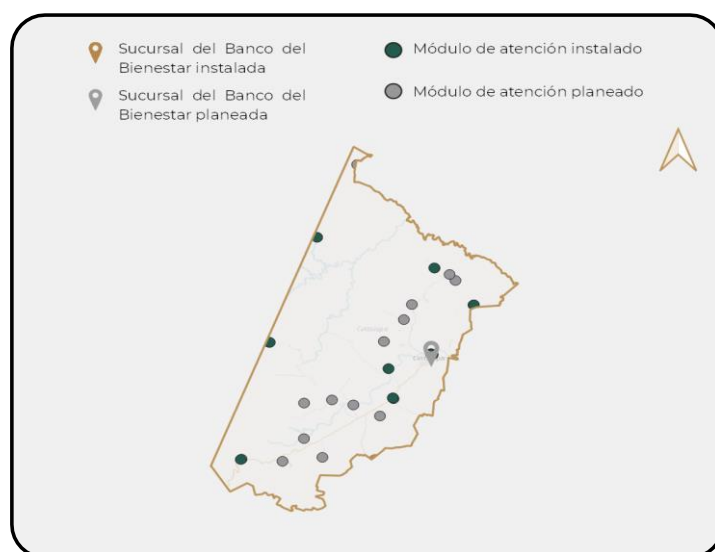 Sucursal del Banco del
Bienestar instalada
Sucursal del Banco del
Bienestar planeada
Módulo de atención instalado
Módulo de atención planeado